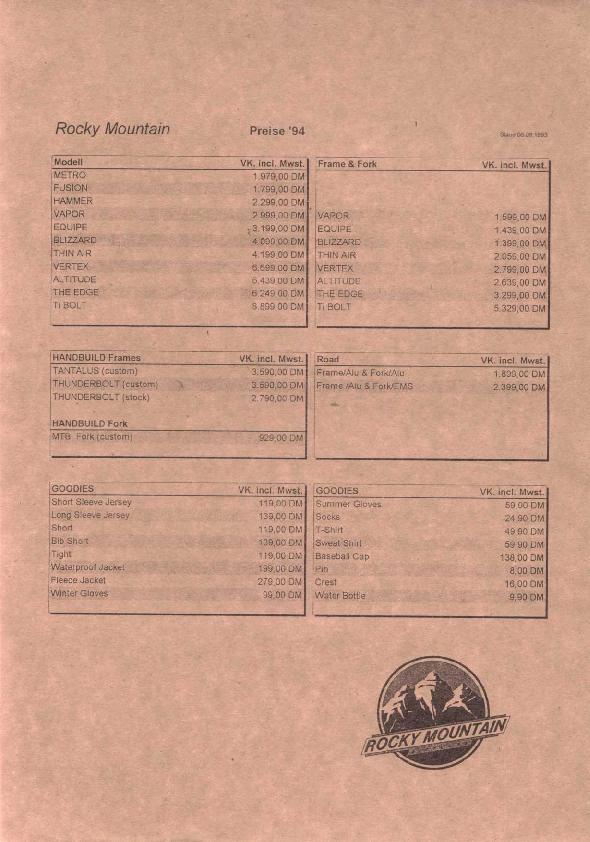 Rocky Mountain Preise '94
Modell VK. incl. Mwst.
METRO 1.979,00 DM
FUSION 1.799,00 DM
HAMMER 2.299,00 DM
VAPOR 2.999,00 DM
EQUIPE 3.199,00 DM
BLIZZARD 4.099,00 DM
THIN AIR 4.199,00 DM
VERTEX 6.599,00 DM
ALTITUDE 6.439,00 DM
THE EDGE 6.249,00 DM
Ti BOLT 8.899,00 DM
Frame & Fork VK. incl. Mwst.
VAPOR 1.599,00 DM
EQUIPE 1.435,00 DM
BLIZZARD 1.399,00 DM
THIN AIR 2.055,00 DM
VERTEX 2.799,00 DM
ALTITUDE 2.635,00 DM
THE EDGE 3.299,00 DM
Ti BOLT 5.329,00 DM
HANDBUILD Frames VK. incl. Mwst.
TANTALUS (custom) 3.590,00 DM
THUNDERBOLT (custom) 3.590,00 DM
THUNDERBOLT (stock) 2.790,00 DM
HANDBUILD Fork
MTB Fork (custom) 929,00 DM
Road VK. incl. Mwst.
Frame/Alu & Fork/Alu 1.899,00 DM
Frame /Alu & Fork/EMS 2.399,00 DM
GOODIES VK. incl. Mwst.
Short Sleeve Jersey 119,00 DM
Long Sleeve Jersey 139,00 DM
Short 119,00 DM
Bib Short 139,00 DM
Tight 119,00 DM
Waterproof Jacket 199,00 DM
Fleece Jacket 279,00 DM
Winter Gloves 99,00 DM
GOODIES VK. incl. Mwst.
Summer Gloves 59,00 DM
Socks 24,90 DM
T-Shirt 49,90 DM
Sweat Shirt 59,90 DM
Baseball Cap DM
Pin 8,00 DM
Crest 16,00 DM
Water Bottle 9,90 DM
ROCKY MOUNTAIN